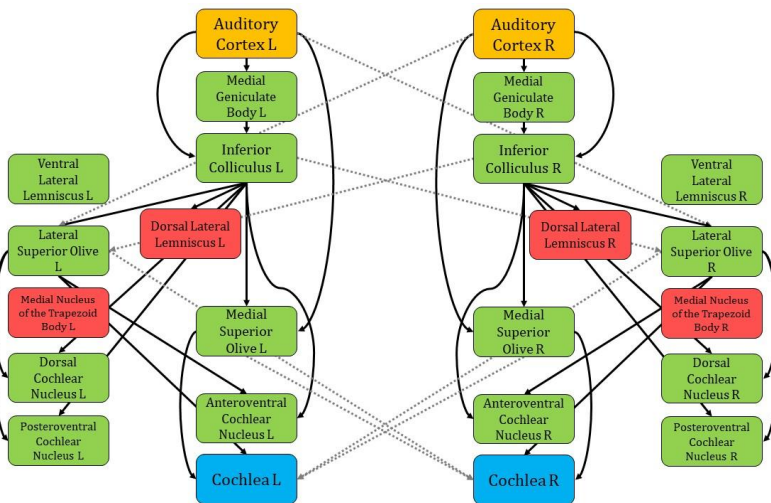 Auditory
Cortex L
Auditory
Cortex R
Medial
Geniculate
Body L
Medial
Geniculate
Body R
Inferior
Colliculus L
Inferior
Colliculus R
Ventral
Lateral
Lemniscus L
Ventral
Lateral
Lemniscus R
Dorsal Lateral
Lemniscus L
Dorsal Lateral
Lemniscus R
Lateral
Superior Olive
L
Lateral
Superior Olive
R
Medial Nucleus
of the Trapezoid
Body L
Medial Nucleus
of the Trapezoid
Body R
Medial
Superior
Olive L
Medial
Superior
Olive R
Dorsal
Cochlear
Nucleus L
Dorsal
Cochlear
Nucleus R
Anteroventral
Cochlear
Nucleus L
Anteroventral
Cochlear
Nucleus R
Posteroventral
Cochlear
Nucleus L
Posteroventral
Cochlear
Nucleus R
Cochlea L
Cochlea R